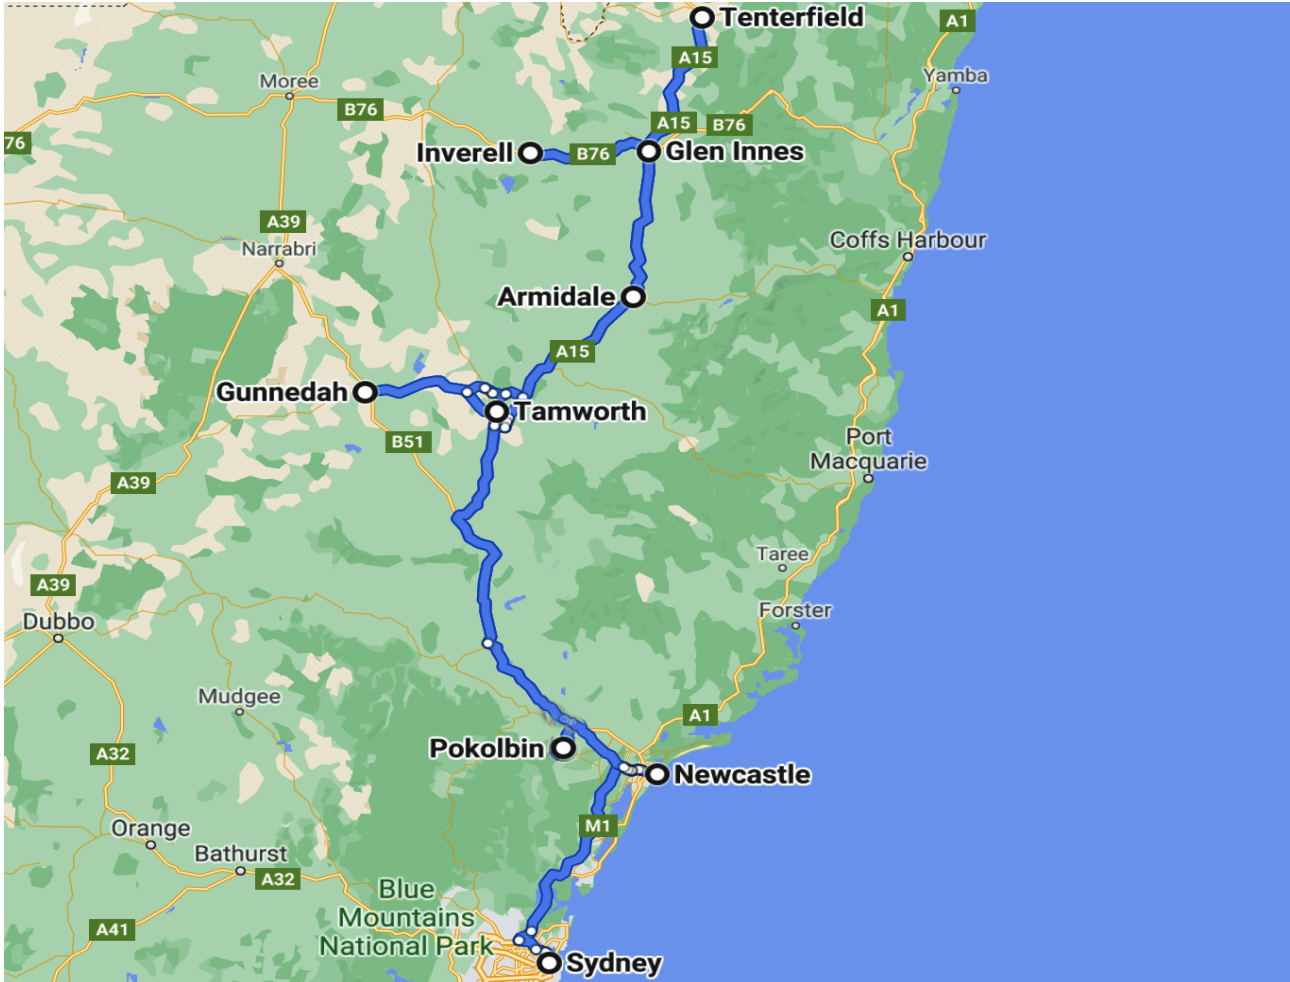 Tenterfield
A1
A15
Yamba
Moree
B76
A15
B76
76
Inverell
B76
Glen Innes
A39
Narrabri
Coffs Harbour
Armidale
A1
A15
Gunnedah
Tamworth
B51
Port
Macquarie
A39
Taree
A39
Forster
Dubbo
Mudgee
A1
Pokolbin
A32
Newcastle
Orange
M1
Bathurst
A32
Blue
Mountains
National Park
A41
Sydney